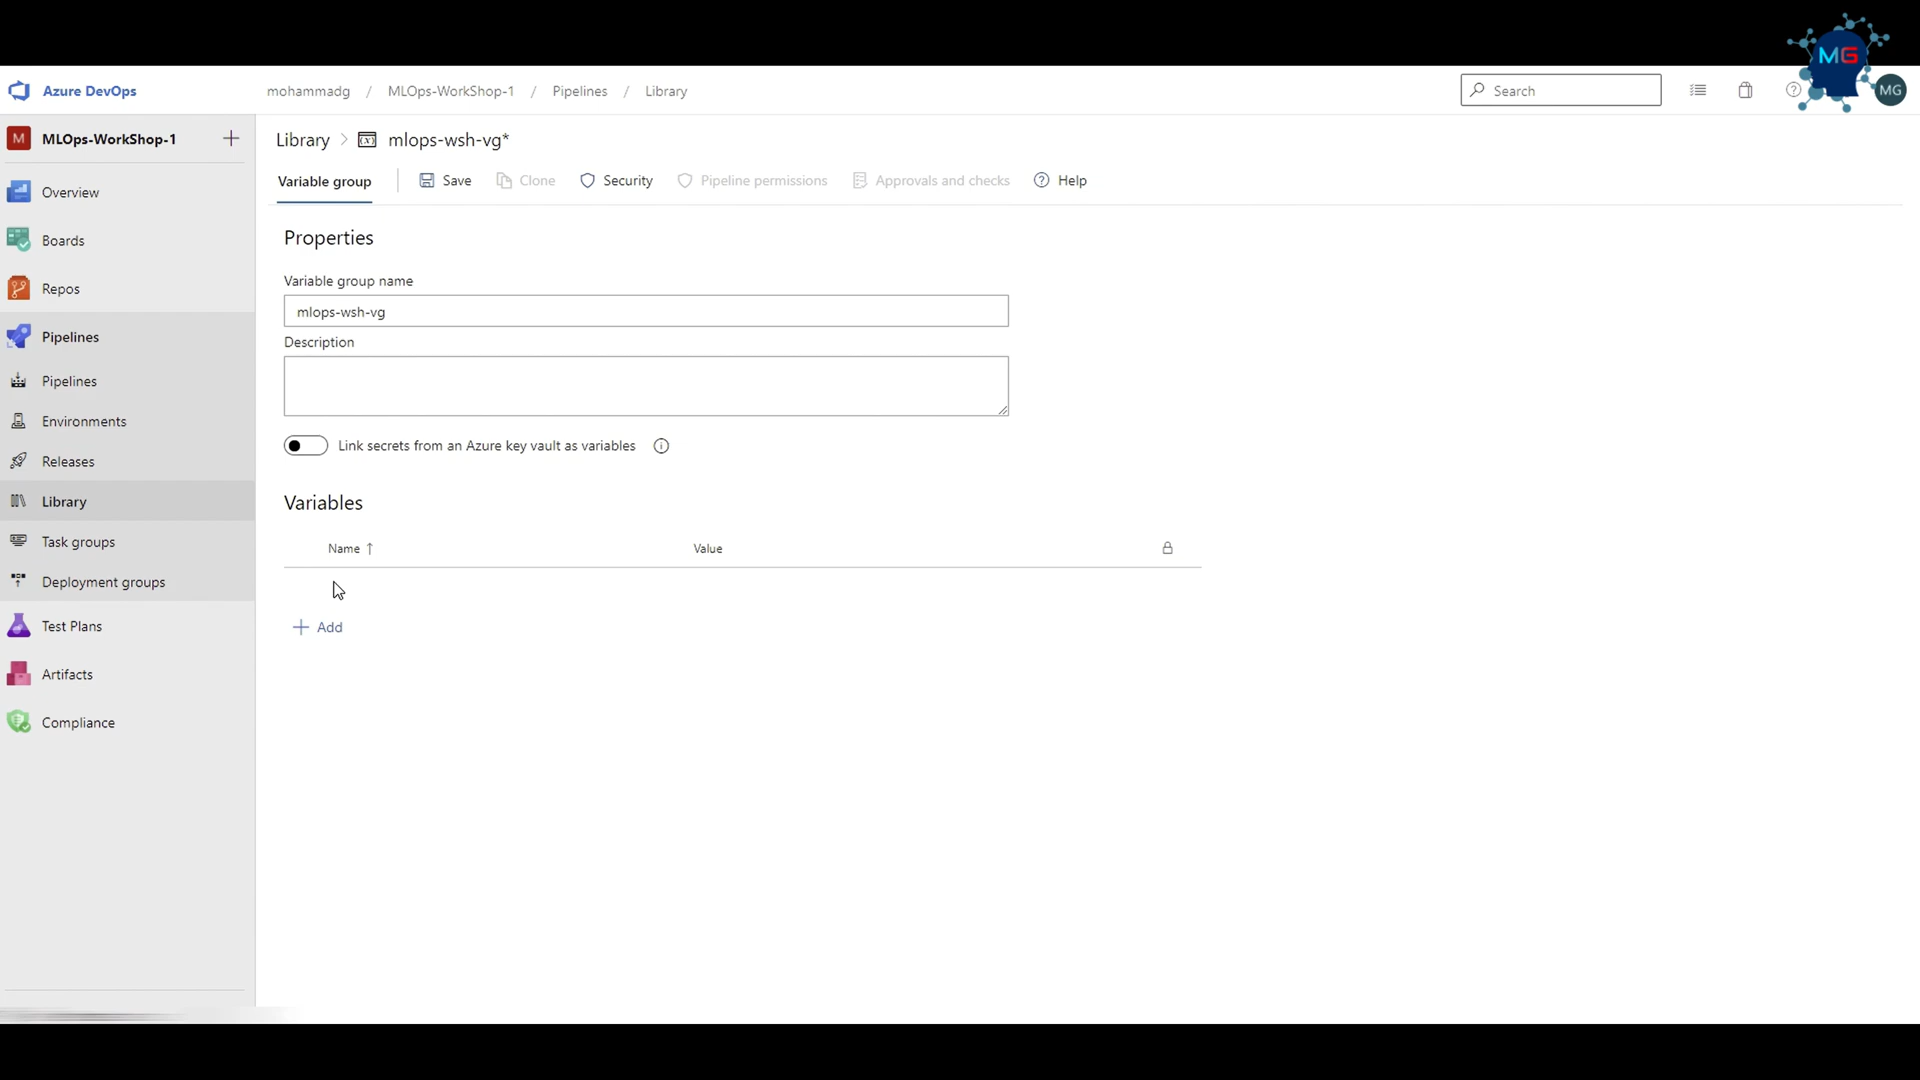 MG
Azure DevOps
mohammadg / MLOps-WorkShop-1 / Pipelines / Library
Search
MG
M MLOps-WorkShop-1
Library > mlops-wsh-vg*
Overview
Variable group
Save
Clone
Security
Pipeline permissions
Approvals and checks
Help
Boards
Properties
Repos
Variable group name
mlops-wsh-vg
Pipelines
Description
Pipelines
Environments
Link secrets from an Azure key vault as variables
Releases
Library
Variables
Task groups
Name ↑
Value
Deployment groups
Test Plans
+ Add
Artifacts
Compliance